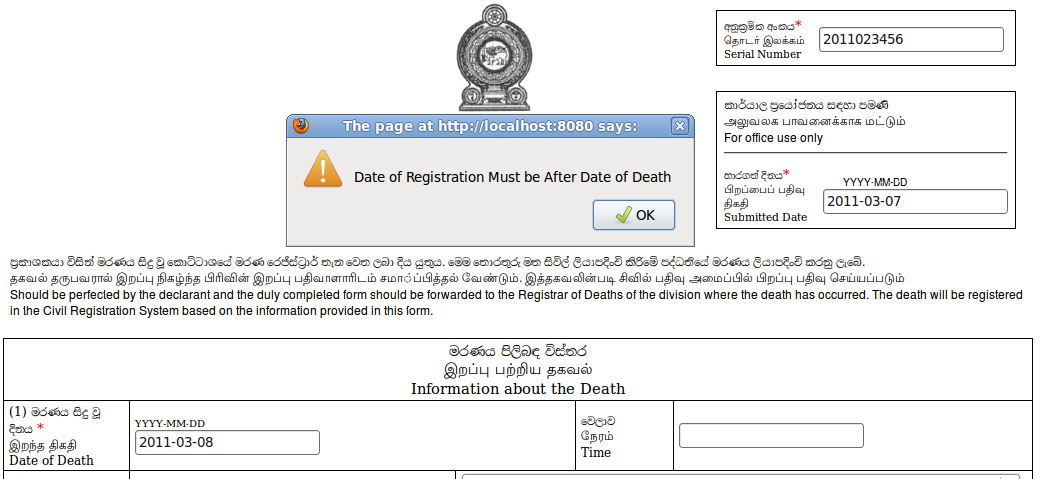 අනුක්‍රමික අංකය*
தொடர் இலக்கம்
Serial Number
2011023456
කාර්යාල ප්‍රයෝජනය සඳහා පමණි
அலுவலக பாவனைக்காக மட்டும்
For office use only
භාරගත් දිනය*
பிறப்பைப் பதிவு
திகதி
Submitted Date
YYYY-MM-DD
2011-03-07
The page at http://localhost:8080 says:
Date of Registration Must be After Date of Death
OK
ප්‍රකාශකයා විසින් මරණය සිදු වූ කොට්ඨාශයේ මරණ රෙජිස්ට්‍රාර් තැන වෙත ලබා දිය යුතුය. මෙම තොරතුරු මත සිවිල් ලියාපදිංචි කිරිමේ පද්ධතියේ මරණය ලියාපදිංචි කරනු ලැබේ.
தகவல் தருபவரால் இறப்பு நிகழ்ந்த பிரிவின் இறப்பு பதிவாளாரிடம் சமா்ப்பித்தல் வேண்டும். இத்தகவலின்படி சிவில் பதிவு அமைப்பில் பிறப்பு பதிவு செய்யப்படும்
Should be perfected by the declarant and the duly completed form should be forwarded to the Registrar of Deaths of the division where the death has occurred. The death will be registered
in the Civil Registration System based on the information provided in this form.
මරණය පිලිබඳ විස්තර
இறப்பு பற்றிய தகவல்
Information about the Death
(1) මරණය සිදු වූ
දිනය *
இறந்த திகதி
Date of Death
YYYY-MM-DD
2011-03-08
වෙලාව
நேரம்
Time